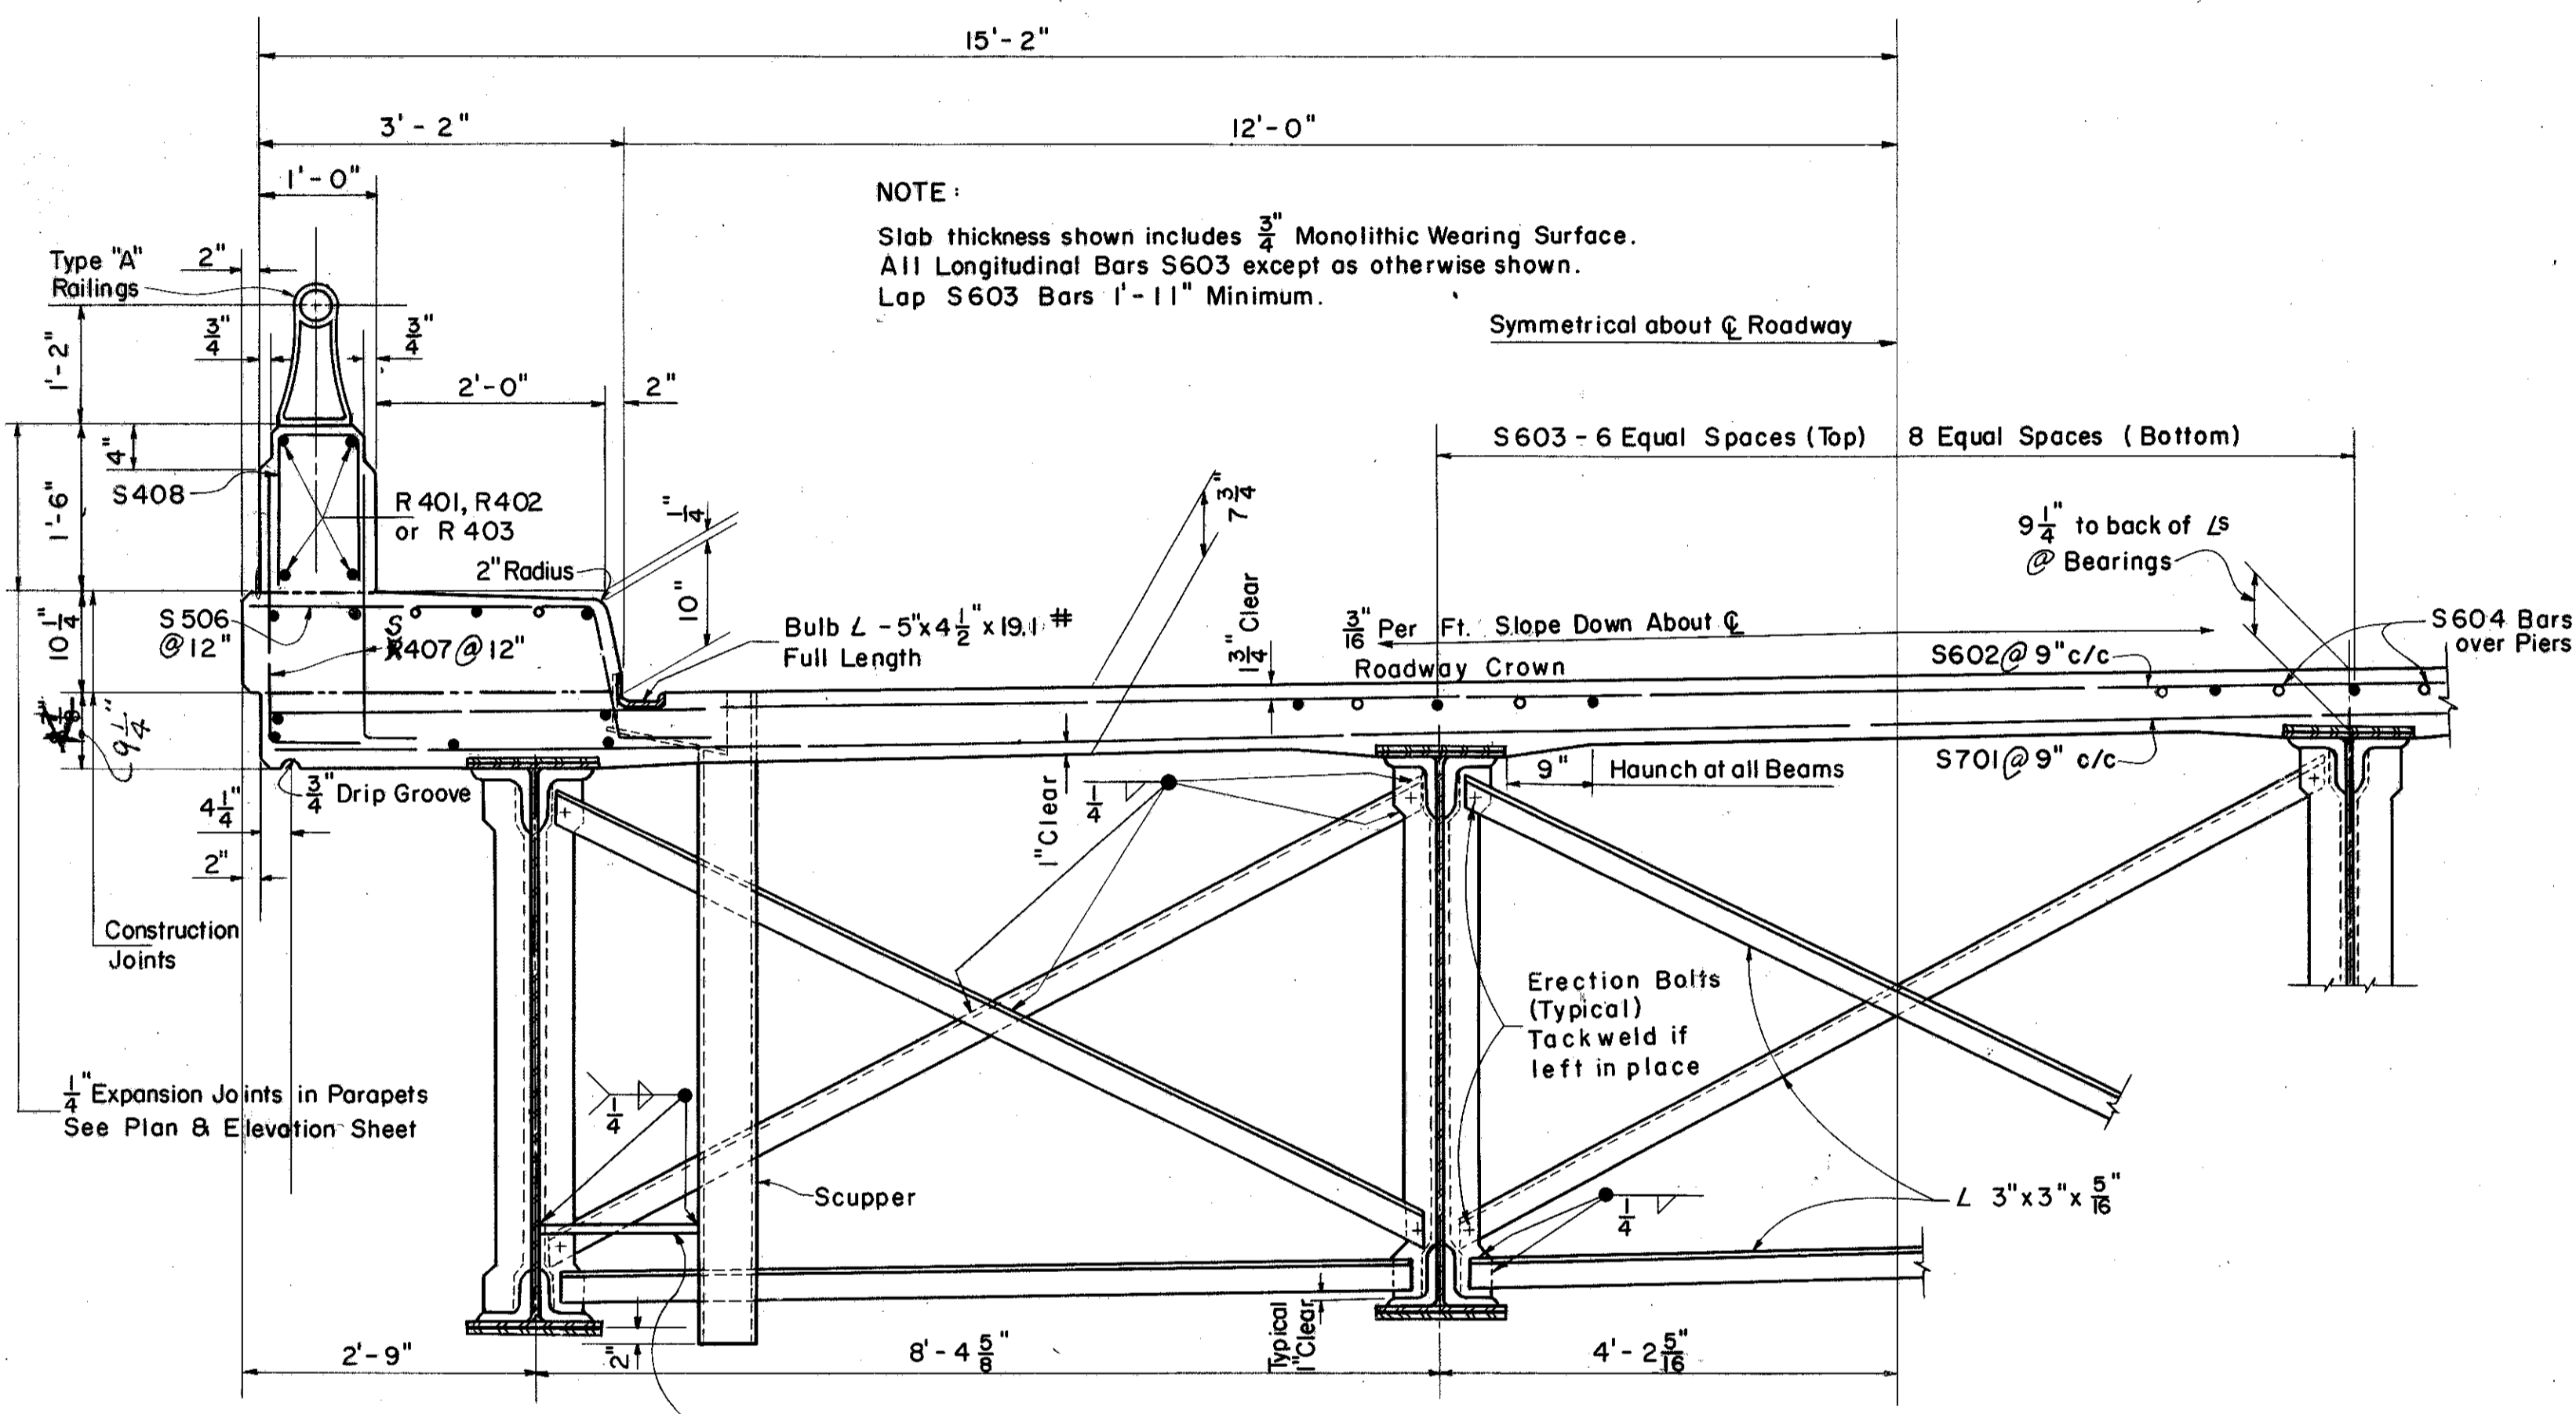 15'-2"
3'-2"
12'-0"
1'-0"
NOTE:
Slab thickness shown includes 3/4" Monolithic Wearing Surface.
All Longitudinal Bars S603 except as otherwise shown.
Lap S603 Bars 1'-11" Minimum.
Type "A"
Railings
2"
3/4"
3/4"
1'-2"
Symmetrical about ℄ Roadway
2'-0"
2"
S603-6 Equal Spaces (Top) 8 Equal Spaces (Bottom)
4"
1'-6"
S408
R401, R402
or R403
1/4"
7 3/4"
9 1/4" to back of ∠s
@ Bearings
2" Radius
10"
10 1/4"
S506
@12"
S407@12"
Bulb ∠ - 5"x4 1/2"x19.1#
Full Length
1 3/4" Clear
3/16" Per Ft. Slope Down About ℄
Roadway Crown
S602@9"c/c
S604 Bars
over Piers
9 1/4"
3/4" Drip Groove
4 1/4"
2"
1" Clear
1/4
9"
Haunch at all Beams
S701@9" c/c
Construction
Joints
Erection Bolts
(Typical)
Tackweld if
left in place
1/4" Expansion Joints in Parapets
See Plan & Elevation Sheet
1/4
Scupper
1/4
∠ 3"x3"x5/16"
2'-9"
2"
8'-4 5/8"
Typical
1"Clear
4'-2 5/16"